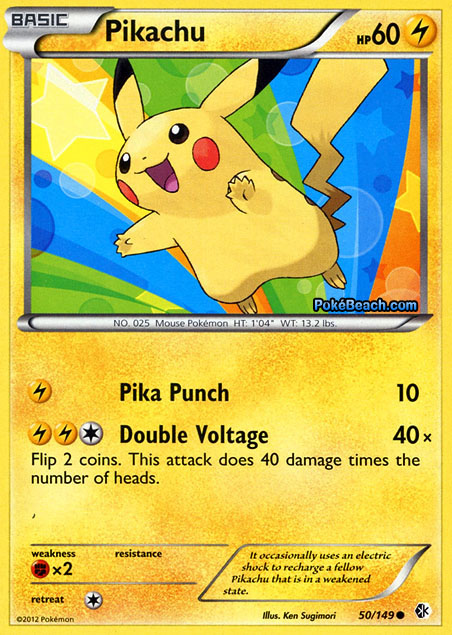 BASIC
Pikachu
HP60
PokéBeach.com
NO. 025 Mouse Pokémon HT: 1'04" WT: 13.2 lbs.
Pika Punch 10
Double Voltage 40×
Flip 2 coins. This attack does 40 damage times the
number of heads.
weakness resistance
×2
It occasionally uses an electric
shock to recharge a fellow
Pikachu that is in a weakened
state.
retreat
©2012 Pokémon
Illus. Ken Sugimori
50/149